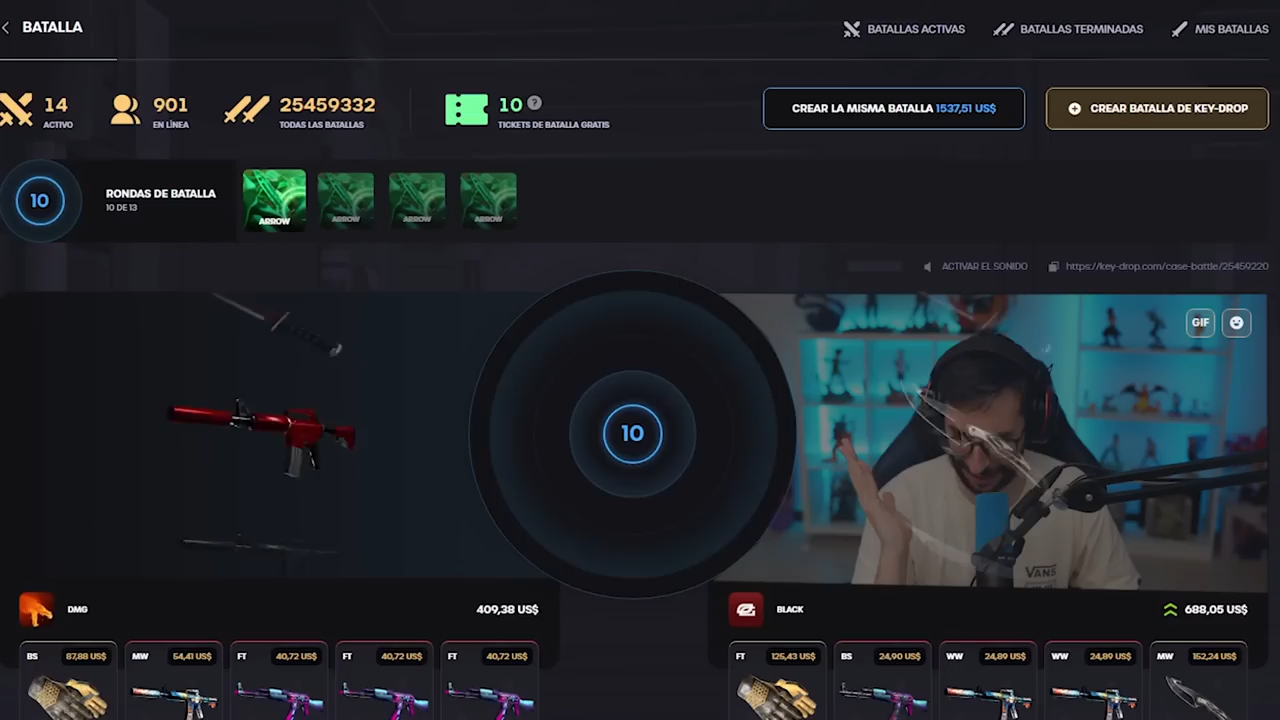 BATALLA
BATALLAS ACTIVAS
BATALLAS TERMINADAS
MIS BATALLAS
14
ACTIVO
901
EN LÍNEA
25459332
TODAS LAS BATALLAS
10 ?
TICKETS DE BATALLA GRATIS
CREAR LA MISMA BATALLA 1537,51 US$
CREAR BATALLA DE KEY-DROP
10
RONDAS DE BATALLA
10 DE 13
ARROW
ARROW
ARROW
ARROW
ACTIVAR EL SONIDO
https://key-drop.com/case-battle/25459220
GIF
10
VANS
DMG
409,38 US$
BLACK
688,05 US$
BS 87,88 US$
MW 54,41 US$
FT 40,72 US$
FT 40,72 US$
FT 40,72 US$
FT 125,43 US$
BS 24,90 US$
WW 24,89 US$
WW 24,89 US$
MW 152,24 US$